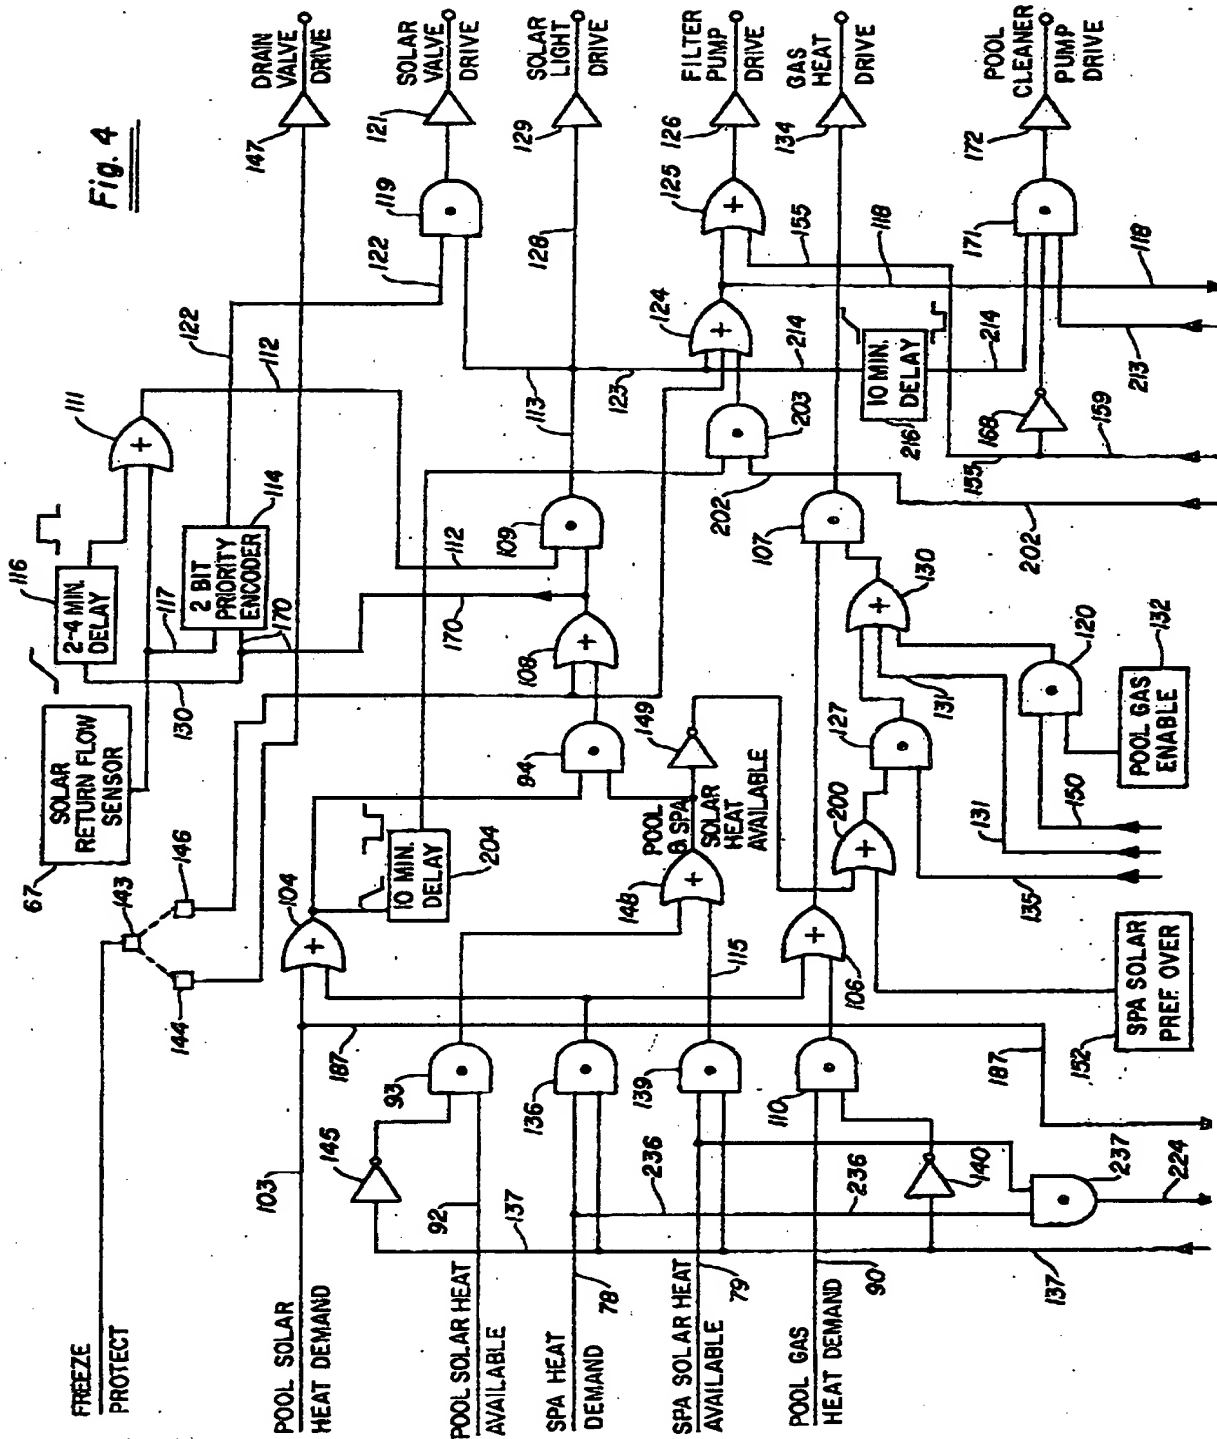 Fig. 4
DRAIN
VALVE
DRIVE
147
SOLAR
VALVE
DRIVE
121
SOLAR
LIGHT
DRIVE
129
FILTER
PUMP
DRIVE
126
GAS
HEAT
DRIVE
134
POOL
CLEANER
PUMP
DRIVE
172
119
122
128
125
155
118
171
118
122
112
113
123
124
214
10 MIN.
DELAY
216
214
213
168
159
155
111
114
116
2-4 MIN.
DELAY
117
2 BIT
PRIORITY
ENCODER
170
130
112
109
170
108
203
202
107
202
130
120
132
POOL GAS
ENABLE
SOLAR
RETURN FLOW
SENSOR
67
94
149
127
131
131
150
135
143
146
144
104
10 MIN.
DELAY
204
POOL
& SPA
SOLAR
HEAT
AVAILABLE
148
200
115
106
SPA SOLAR
PREF. OVER
152
187
187
93
136
139
110
145
103
92
137
236
236
140
237
224
78
79
90
137
FREEZE
PROTECT
POOL SOLAR
HEAT DEMAND
POOL SOLAR HEAT
AVAILABLE
SPA HEAT
DEMAND
SPA SOLAR HEAT
AVAILABLE
POOL GAS
HEAT DEMAND